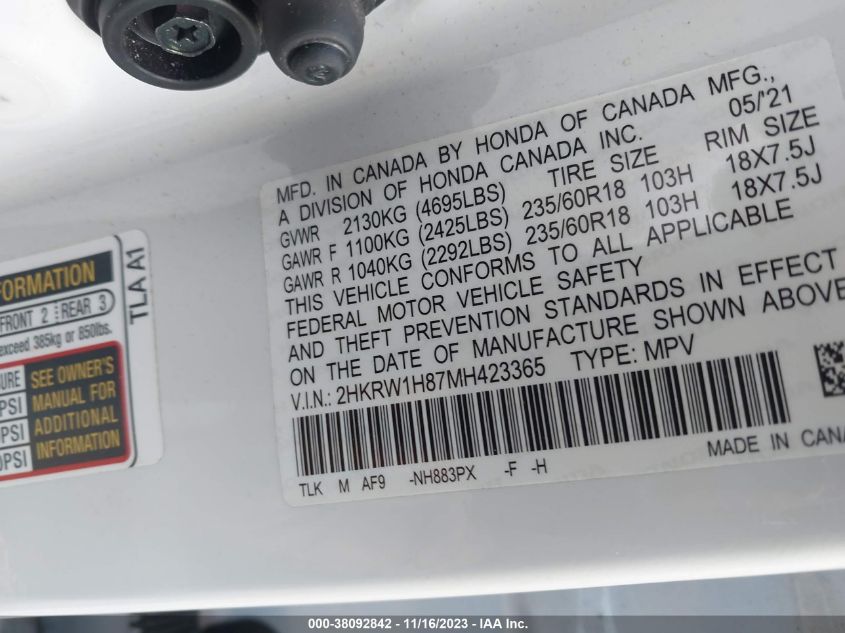 MFD. IN CANADA BY HONDA OF CANADA MFG.,
A DIVISION OF HONDA CANADA INC. 05/'21
GVWR 2130KG (4695LBS) TIRE SIZE RIM SIZE
GAWR F 1100KG (2425LBS) 235/60R18 103H 18X7.5J
GAWR R 1040KG (2292LBS) 235/60R18 103H 18X7.5J
THIS VEHICLE CONFORMS TO ALL APPLICABLE
FEDERAL MOTOR VEHICLE SAFETY
AND THEFT PREVENTION STANDARDS IN EFFECT
ON THE DATE OF MANUFACTURE SHOWN ABOVE
V.I.N.: 2HKRW1H87MH423365 TYPE: MPV
MADE IN CANA
TLK M AF9 -NH883PX -F -H
TLA A1
FORMATION
FRONT 2 REAR 3
exceed 385kg or 850lbs.
URE SEE OWNER'S
PSI MANUAL FOR
PSI ADDITIONAL
0PSI INFORMATION
000-38092842 - 11/16/2023 - IAA Inc.